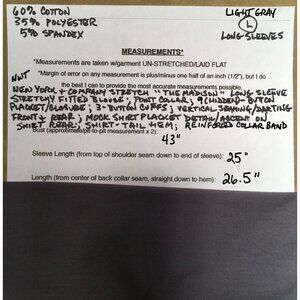 60% COTTON
35% POLYESTER
5% SPANDEX
LIGHT GRAY
L
LONG-SLEEVES
MEASUREMENTS*
*Measurements are taken w/garment UN-STRETCHED/LAID FLAT
NWT
*Margin of error on any measurement is plus/minus one half of an inch (1/2"), but I do
the best I can to provide the most accurate measurements possible.
NEW YORK + COMPANY STRETCH "THE MADISON" LONG SLEEVE
STRETCHY FITTED BLOUSE; POINT COLLAR; 9 (HIDDEN)-BUTTON
PLACKET/CLOSURE; 3-BUTTON CUFFS; VERTICAL SEAMING/DARTING
FRONT & REAR; MOCK SHIRT PLACKET DETAIL/ACCENT ON
SHIRT REAR; SHIRT-TAIL HEM; REINFORCED COLLAR BAND
Bust (approximate/pit-to-pit measurement x 2):
43"
Sleeve Length (from top of shoulder seam down to end of sleeve): 25"
Length (from center of back collar seam, straight down to hem): 26.5"